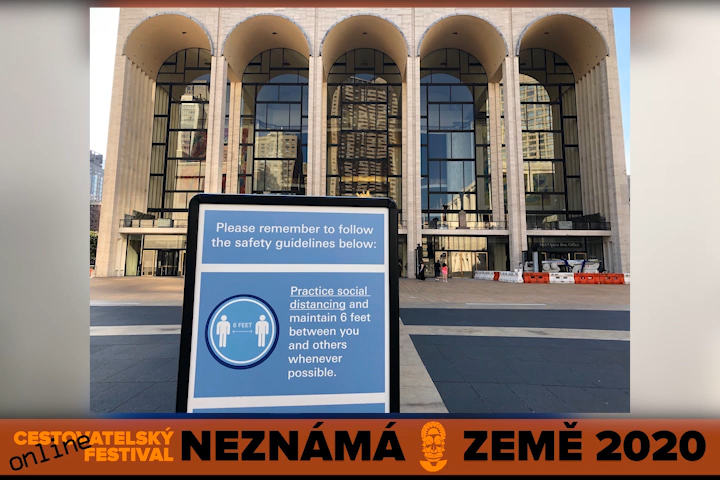 Please remember to follow
the safety guidelines below:
6 FEET
Practice social
distancing and
maintain 6 feet
between you
and others
whenever
possible.
CESTOVATELSKÝ
FESTIVAL
online
NEZNÁMÁ ZEMĚ 2020